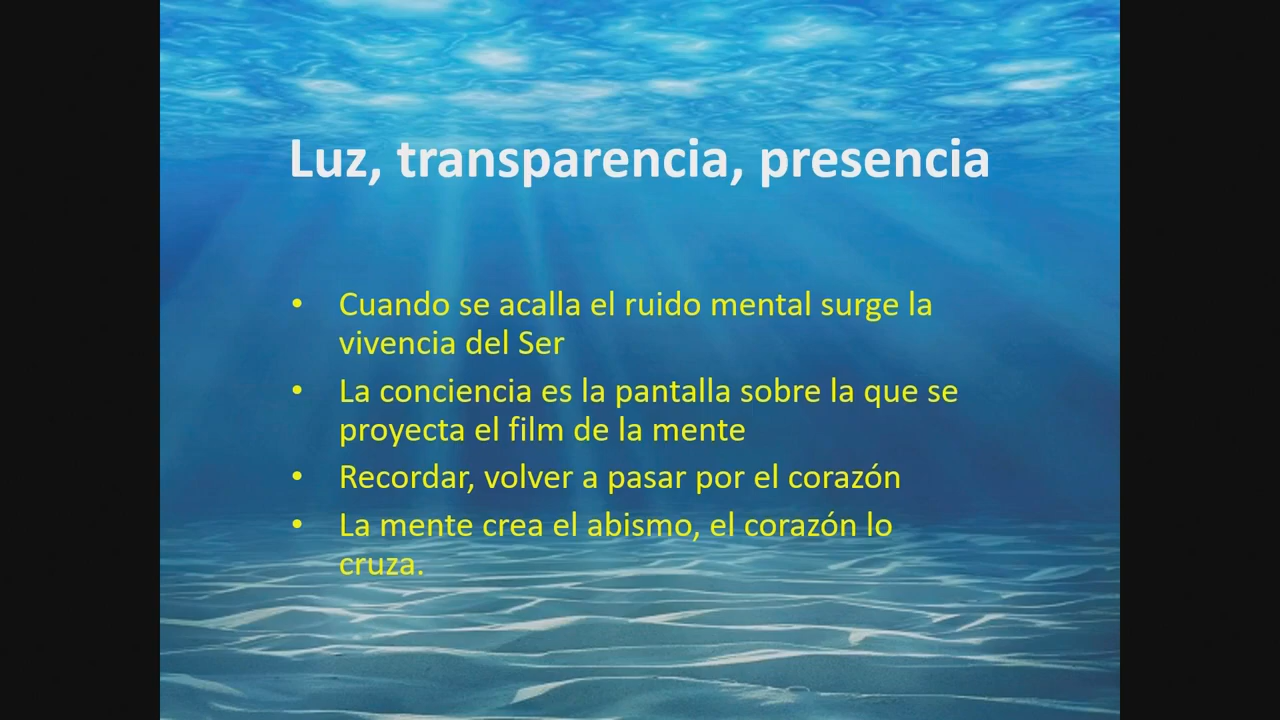 Luz, transparencia, presencia
• Cuando se acalla el ruido mental surge la
vivencia del Ser
• La conciencia es la pantalla sobre la que se
proyecta el film de la mente
• Recordar, volver a pasar por el corazón
• La mente crea el abismo, el corazón lo
cruza.